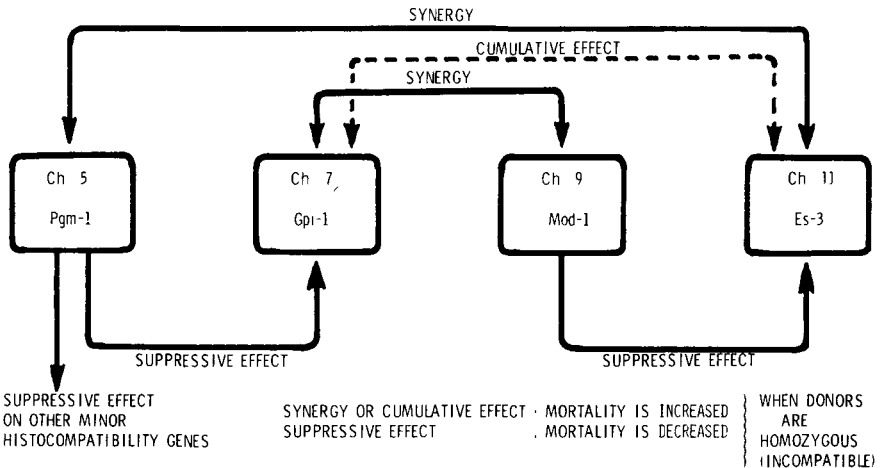 SYNERGY
CUMULATIVE EFFECT
SYNERGY
Ch 5
Pgm-1
Ch 7
Gpi-1
Ch 9
Mod-1
Ch 11
Es-3
SUPPRESSIVE EFFECT
SUPPRESSIVE EFFECT
SUPPRESSIVE EFFECT
ON OTHER MINOR
HISTOCOMPATIBILITY GENES
SYNERGY OR CUMULATIVE EFFECT · MORTALITY IS INCREASED
SUPPRESSIVE EFFECT . MORTALITY IS DECREASED
WHEN DONORS
ARE
HOMOZYGOUS
(INCOMPATIBLE)